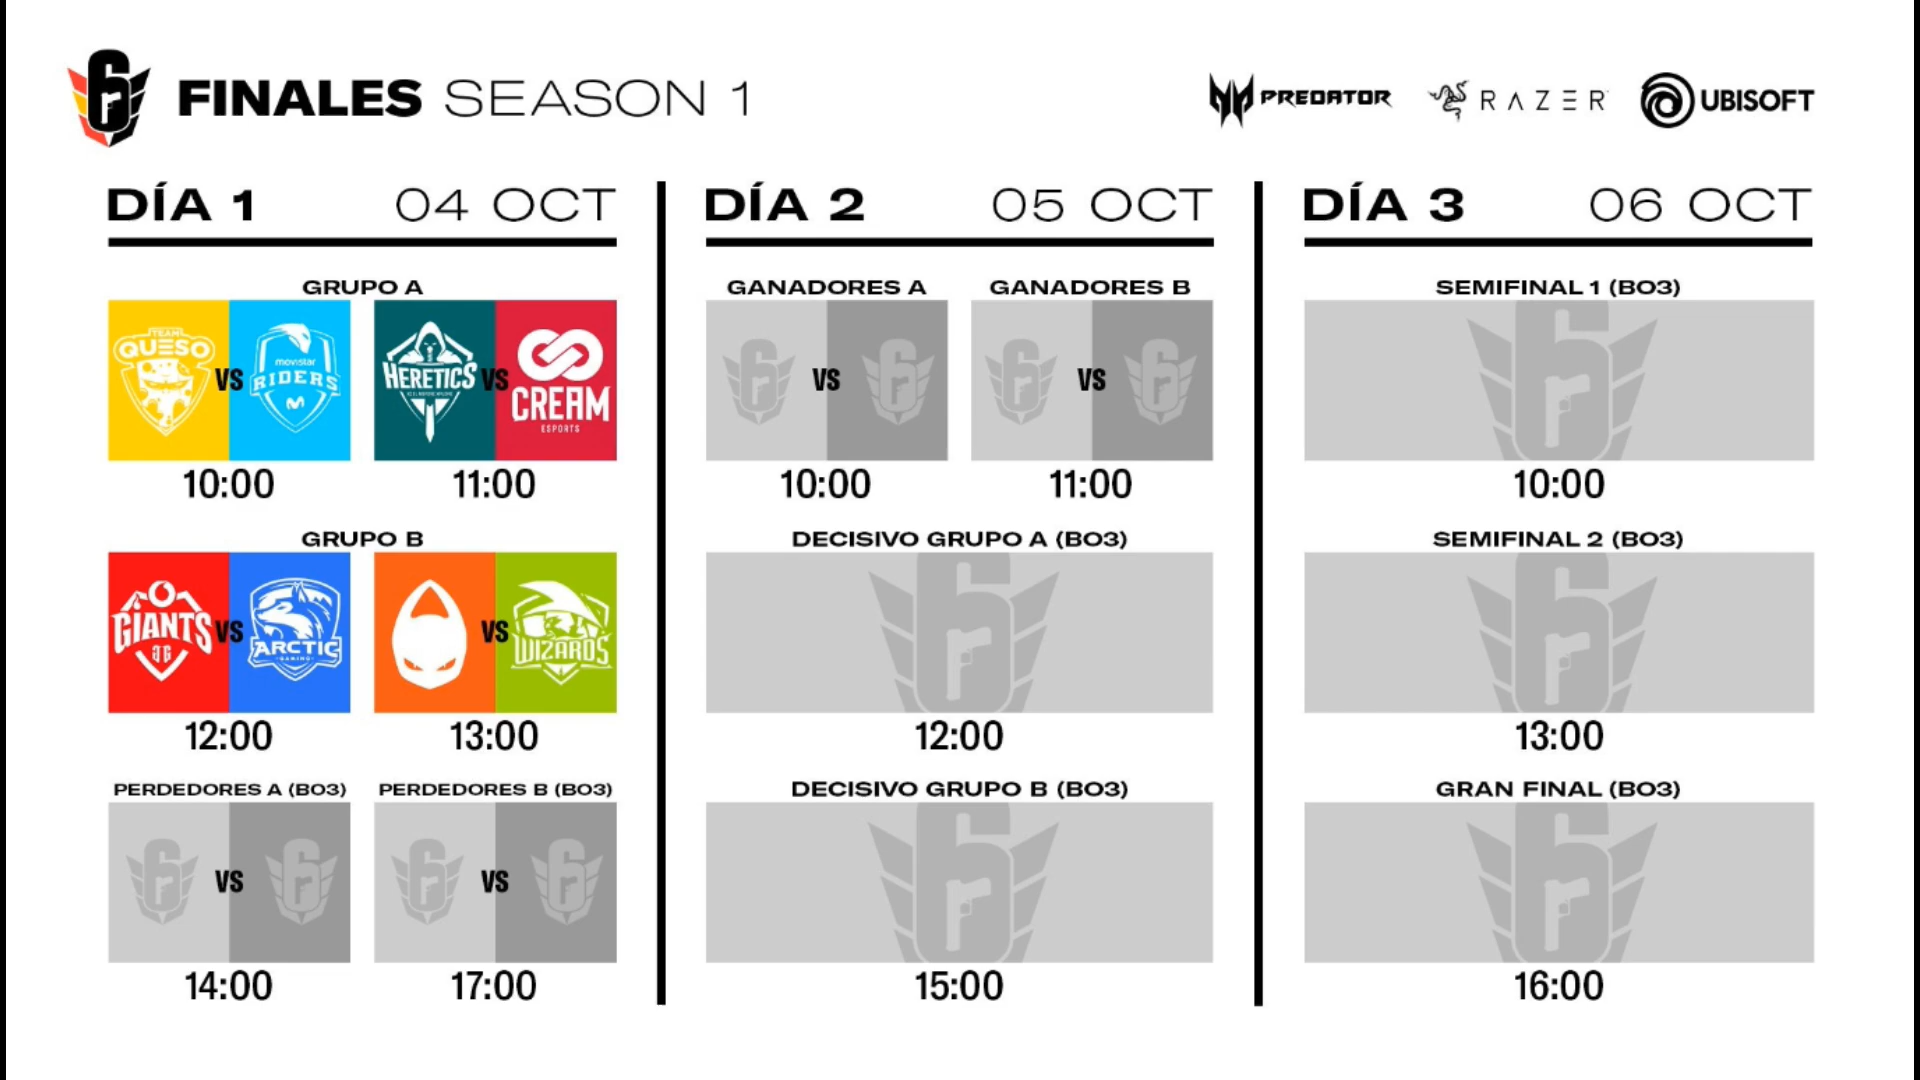 FINALES SEASON 1
PREDATOR
RAZER
UBISOFT
DÍA 1 04 OCT
GRUPO A
TEAM
QUESO
VS
movistar
RIDERS
HERETICS
VS
CREAM
ESPORTS
10:00
11:00
GRUPO B
GIANTS
VS
ARCTIC
GAMING
VS
WIZARDS
12:00
13:00
PERDEDORES A (BO3)
PERDEDORES B (BO3)
VS
VS
14:00
17:00
DÍA 2 05 OCT
GANADORES A
GANADORES B
VS
VS
10:00
11:00
DECISIVO GRUPO A (BO3)
12:00
DECISIVO GRUPO B (BO3)
15:00
DÍA 3 06 OCT
SEMIFINAL 1 (BO3)
10:00
SEMIFINAL 2 (BO3)
13:00
GRAN FINAL (BO3)
16:00